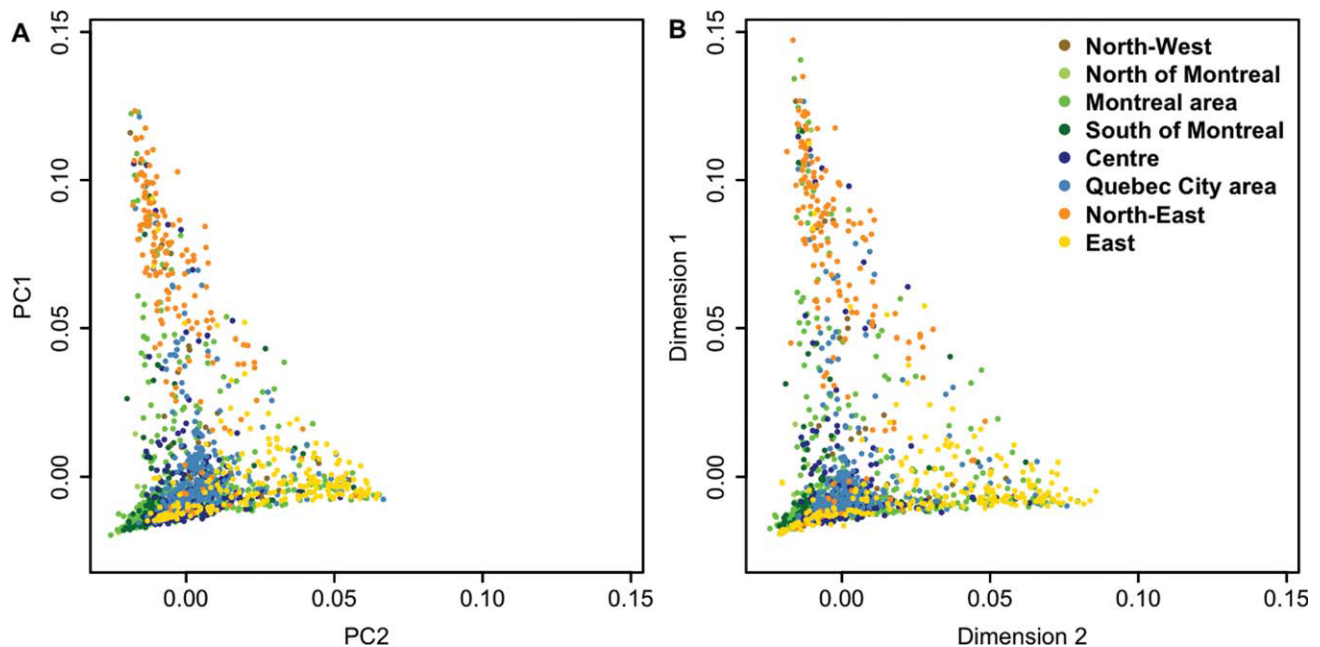 A
B
0.15
0.10
0.05
0.00
PC1
0.00 0.05 0.10 0.15
PC2
0.15
0.10
0.05
0.00
Dimension 1
0.00 0.05 0.10 0.15
Dimension 2
North-West
North of Montreal
Montreal area
South of Montreal
Centre
Quebec City area
North-East
East